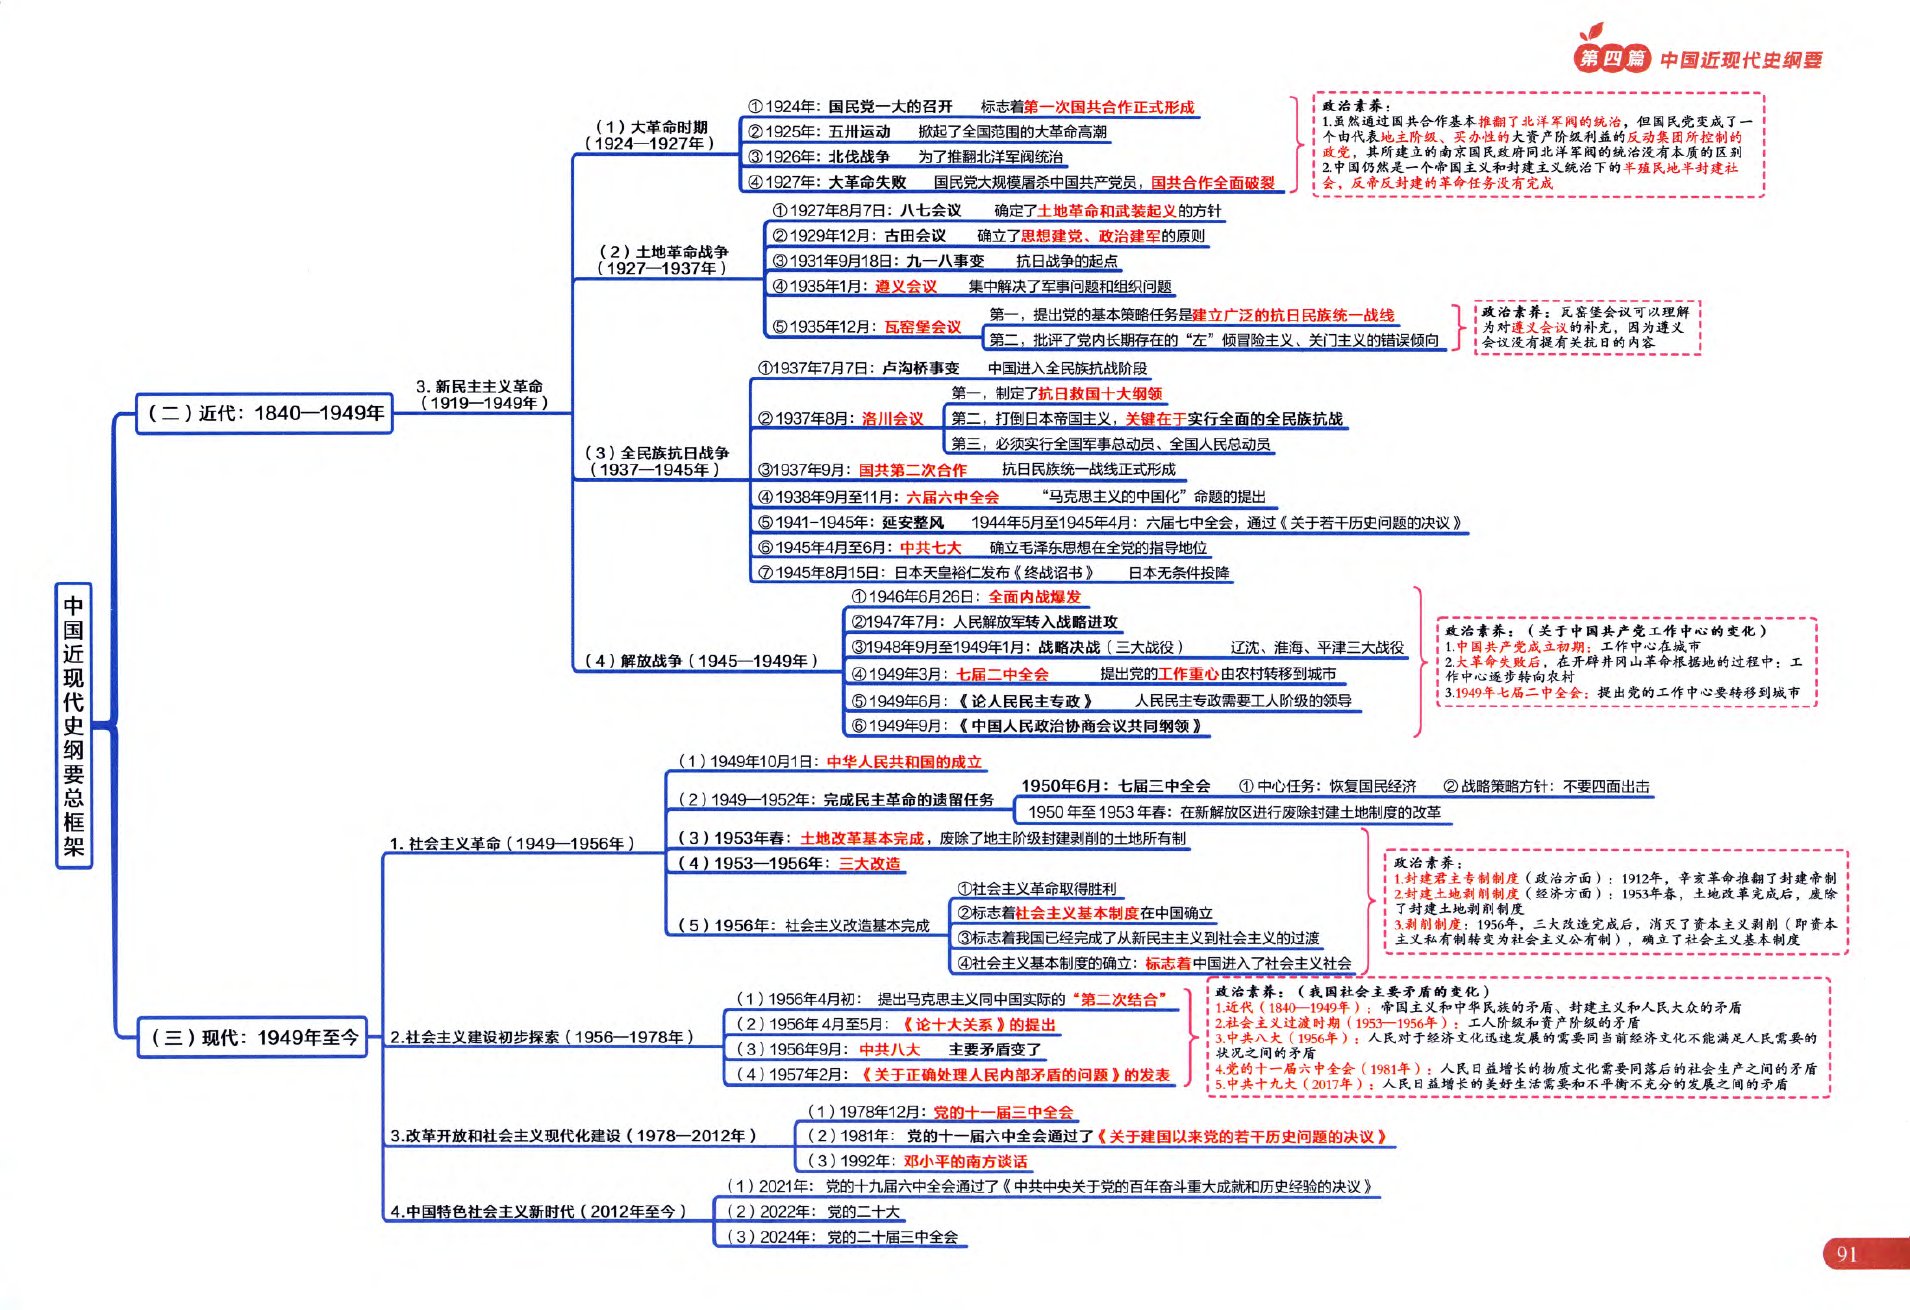 第四篇 中国近现代史纲要
中国近现代史纲要总框架
（二）近代：1840—1949年
3. 新民主主义革命
（1919—1949年）
（1）大革命时期
（1924—1927年）
①1924年：国民党一大的召开 标志着第一次国共合作正式形成
②1925年：五卅运动 掀起了全国范围的大革命高潮
③1926年：北伐战争 为了推翻北洋军阀统治
④1927年：大革命失败 国民党大规模屠杀中国共产党员，国共合作全面破裂
政治素养：
1.虽然通过国共合作基本推翻了北洋军阀的统治，但国民党变成了一
个由代表地主阶级、买办性的大资产阶级利益的反动集团所控制的
政党，其所建立的南京国民政府同北洋军阀的统治没有本质的区别
2.中国仍然是一个帝国主义和封建主义统治下的半殖民地半封建社
会，反帝反封建的革命任务没有完成
（2）土地革命战争
（1927—1937年）
①1927年8月7日：八七会议 确定了土地革命和武装起义的方针
②1929年12月：古田会议 确立了思想建党、政治建军的原则
③1931年9月18日：九一八事变 抗日战争的起点
④1935年1月：遵义会议 集中解决了军事问题和组织问题
⑤1935年12月：瓦窑堡会议
第一，提出党的基本策略任务是建立广泛的抗日民族统一战线
第二，批评了党内长期存在的“左”倾冒险主义、关门主义的错误倾向
政治素养：瓦窑堡会议可以理解
为对遵义会议的补充，因为遵义
会议没有提有关抗日的内容
（3）全民族抗日战争
（1937—1945年）
①1937年7月7日：卢沟桥事变 中国进入全民族抗战阶段
②1937年8月：洛川会议
第一，制定了抗日救国十大纲领
第二，打倒日本帝国主义，关键在于实行全面的全民族抗战
第三，必须实行全国军事总动员、全国人民总动员
③1937年9月：国共第二次合作 抗日民族统一战线正式形成
④1938年9月至11月：六届六中全会 “马克思主义的中国化”命题的提出
⑤1941-1945年：延安整风 1944年5月至1945年4月：六届七中全会，通过《关于若干历史问题的决议》
⑥1945年4月至6月：中共七大 确立毛泽东思想在全党的指导地位
⑦1945年8月15日：日本天皇裕仁发布《终战诏书》 日本无条件投降
（4）解放战争（1945—1949年）
①1946年6月26日：全面内战爆发
②1947年7月：人民解放军转入战略进攻
③1948年9月至1949年1月：战略决战（三大战役） 辽沈、淮海、平津三大战役
④1949年3月：七届二中全会 提出党的工作重心由农村转移到城市
⑤1949年6月：《论人民民主专政》 人民民主专政需要工人阶级的领导
⑥1949年9月：《中国人民政治协商会议共同纲领》
政治素养：（关于中国共产党工作中心的变化）
1.中国共产党成立初期：工作中心在城市
2.大革命失败后，在开辟井冈山革命根据地的过程中：工
作中心逐步转向农村
3.1949年七届二中全会：提出党的工作中心要转移到城市
（三）现代：1949年至今
1. 社会主义革命（1949—1956年）
（1）1949年10月1日：中华人民共和国的成立
（2）1949—1952年：完成民主革命的遗留任务
1950年6月：七届三中全会 ①中心任务：恢复国民经济 ②战略策略方针：不要四面出击
1950年至1953年春：在新解放区进行废除封建土地制度的改革
（3）1953年春：土地改革基本完成，废除了地主阶级封建剥削的土地所有制
（4）1953—1956年：三大改造
（5）1956年：社会主义改造基本完成
①社会主义革命取得胜利
②标志着社会主义基本制度在中国确立
③标志着我国已经完成了从新民主主义到社会主义的过渡
④社会主义基本制度的确立：标志着中国进入了社会主义社会
政治素养：
1.封建君主专制制度（政治方面）：1912年，辛亥革命推翻了封建帝制
2.封建土地剥削制度（经济方面）：1953年春，土地改革完成后，废除
了封建土地剥削制度
3.剥削制度：1956年，三大改造完成后，消灭了资本主义剥削（即资本
主义私有制转变为社会主义公有制），确立了社会主义基本制度
2.社会主义建设初步探索（1956—1978年）
（1）1956年4月初：提出马克思主义同中国实际的“第二次结合”
（2）1956年4月至5月：《论十大关系》的提出
（3）1956年9月：中共八大 主要矛盾变了
（4）1957年2月：《关于正确处理人民内部矛盾的问题》的发表
政治素养：（我国社会主要矛盾的变化）
1.近代（1840—1949年）：帝国主义和中华民族的矛盾、封建主义和人民大众的矛盾
2.社会主义过渡时期（1953—1956年）：工人阶级和资产阶级的矛盾
3.中共八大（1956年）：人民对于经济文化迅速发展的需要同当前经济文化不能满足人民需要的
状况之间的矛盾
4.党的十一届六中全会（1981年）：人民日益增长的物质文化需要同落后的社会生产之间的矛盾
5.中共十九大（2017年）：人民日益增长的美好生活需要和不平衡不充分的发展之间的矛盾
3.改革开放和社会主义现代化建设（1978—2012年）
（1）1978年12月：党的十一届三中全会
（2）1981年：党的十一届六中全会通过了《关于建国以来党的若干历史问题的决议》
（3）1992年：邓小平的南方谈话
4.中国特色社会主义新时代（2012年至今）
（1）2021年：党的十九届六中全会通过了《中共中央关于党的百年奋斗重大成就和历史经验的决议》
（2）2022年：党的二十大
（3）2024年：党的二十届三中全会
91